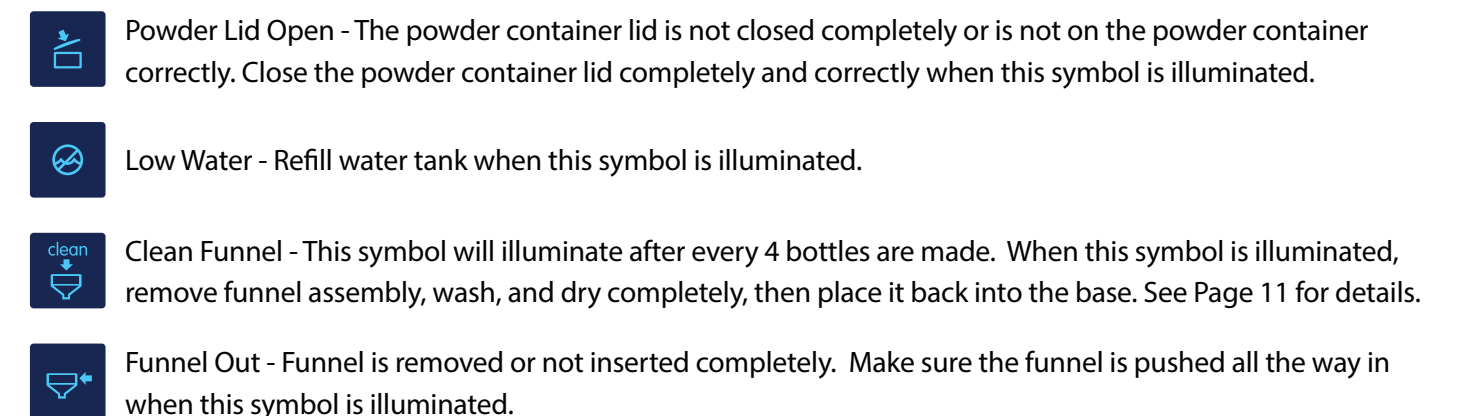 Powder Lid Open - The powder container lid is not closed completely or is not on the powder container
correctly. Close the powder container lid completely and correctly when this symbol is illuminated.
Low Water - Refill water tank when this symbol is illuminated.
clean
Clean Funnel - This symbol will illuminate after every 4 bottles are made.  When this symbol is illuminated,
remove funnel assembly, wash, and dry completely, then place it back into the base. See Page 11 for details.
Funnel Out - Funnel is removed or not inserted completely.  Make sure the funnel is pushed all the way in
when this symbol is illuminated.